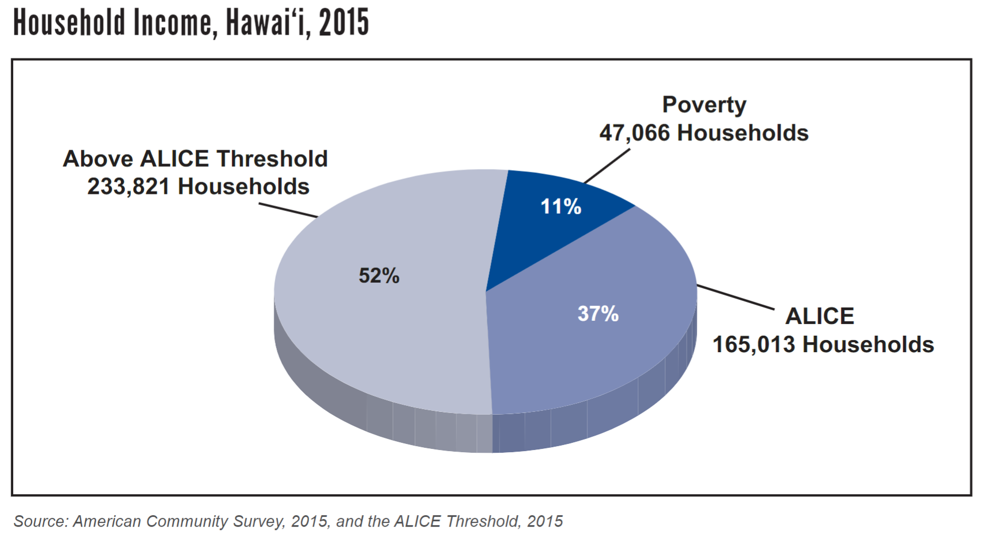 Household Income, Hawai‘i, 2015
Poverty
47,066 Households
Above ALICE Threshold
233,821 Households
11%
52%
37%
ALICE
165,013 Households
Source: American Community Survey, 2015, and the ALICE Threshold, 2015